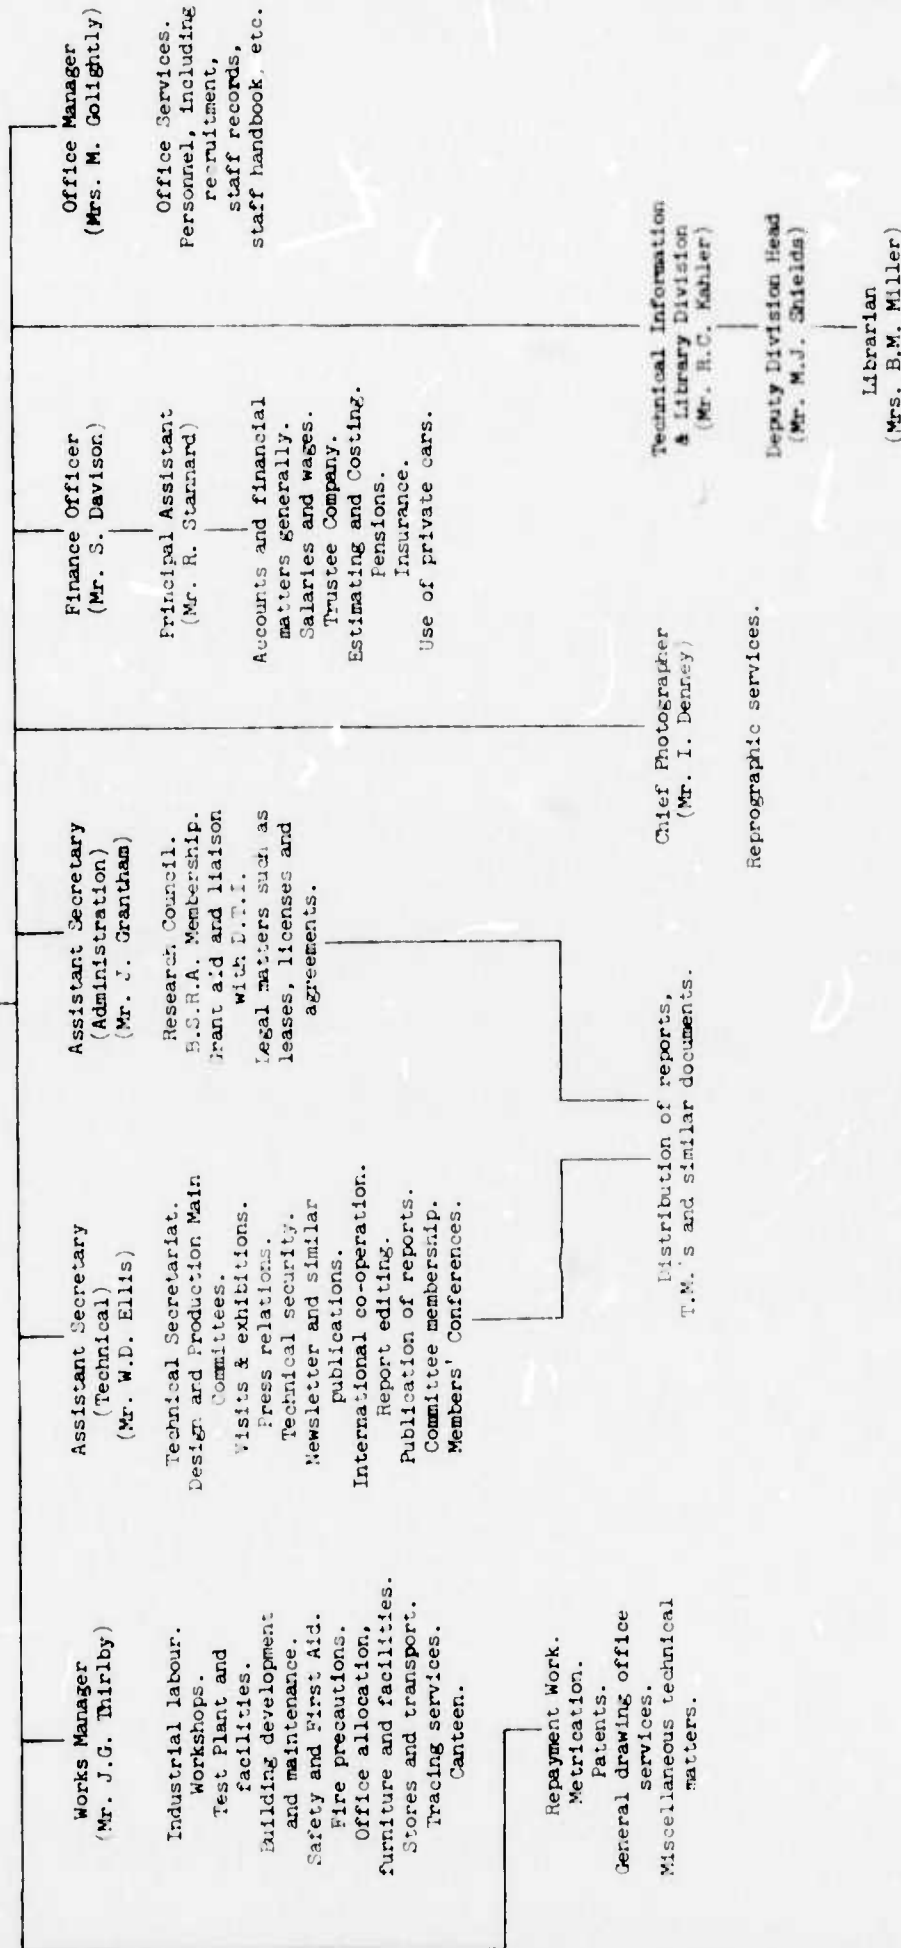 Works Manager
(Mr. J.G. Thirlby)
Industrial labour.
Workshops.
Test Plant and
facilities.
Building development
and maintenance.
Safety and First Aid.
Fire precautions.
Office allocation,
furniture and facilities.
Stores and transport.
Tracing services.
Canteen.
Repayment Work.
Metrication.
Patents.
General drawing office
services.
Miscellaneous technical
matters.
Assistant Secretary
(Technical)
(Mr. W.D. Ellis)
Technical Secretariat.
Design and Production Main
Committees.
Visits & exhibitions.
Press relations.
Technical security.
Newsletter and similar
publications.
International co-operation.
Report editing.
Publication of reports.
Committee membership.
Members' Conferences.
Assistant Secretary
(Administration)
(Mr. J. Grantham)
Research Council.
B.S.R.A. Membership.
Grant aid and liaison
with D.T.I.
Legal matters such as
leases, licenses and
agreements.
Distribution of reports,
T.M.'s and similar documents.
Chief Photographer
(Mr. I. Denney)
Reprographic services.
Finance Officer
(Mr. S. Davison)
Principal Assistant
(Mr. R. Stannard)
Accounts and financial
matters generally.
Salaries and wages.
Trustee Company.
Estimating and Costing.
Pensions.
Insurance.
Use of private cars.
Technical Information
& Library Division
(Mr. R.C. Kahler)
Deputy Division Head
(Mr. M.J. Shields)
Librarian
(Mrs. B.M. Miller)
Office Manager
(Mrs. M. Golightly)
Office Services.
Personnel, including
recruitment,
staff records,
staff handbook, etc.